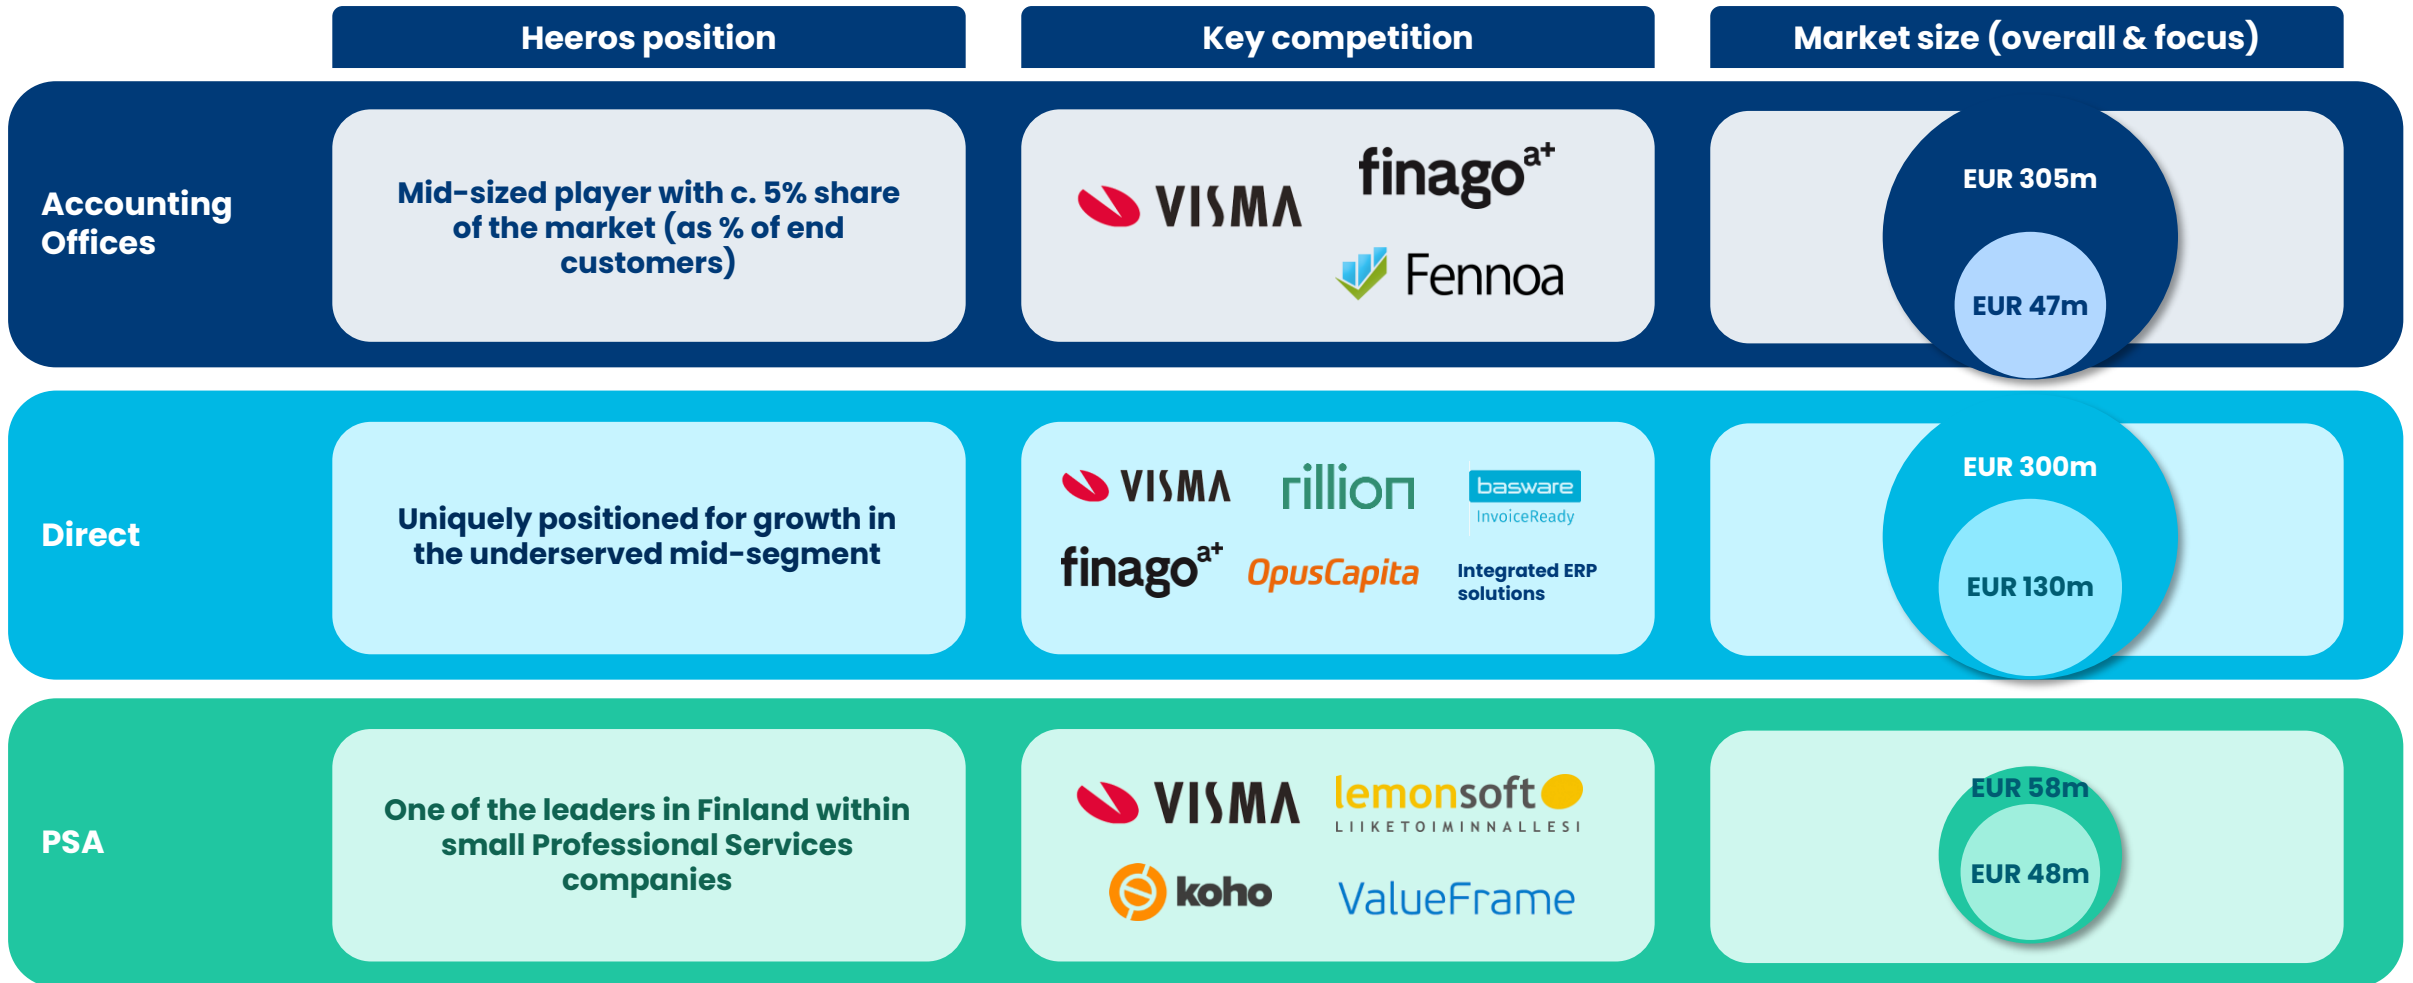 Heeros position
Key competition
Market size (overall & focus)
Accounting
Offices
Mid-sized player with c. 5% share
of the market (as % of end
customers)
VISMA
finago a+
Fennoa
EUR 305m
EUR 47m
Direct
Uniquely positioned for growth in
the underserved mid-segment
VISMA
rillion
basware
InvoiceReady
finago a+
OpusCapita
Integrated ERP
solutions
EUR 300m
EUR 130m
PSA
One of the leaders in Finland within
small Professional Services
companies
VISMA
lemonsoft
LIIKETOIMINNALLESI
koho
ValueFrame
EUR 58m
EUR 48m